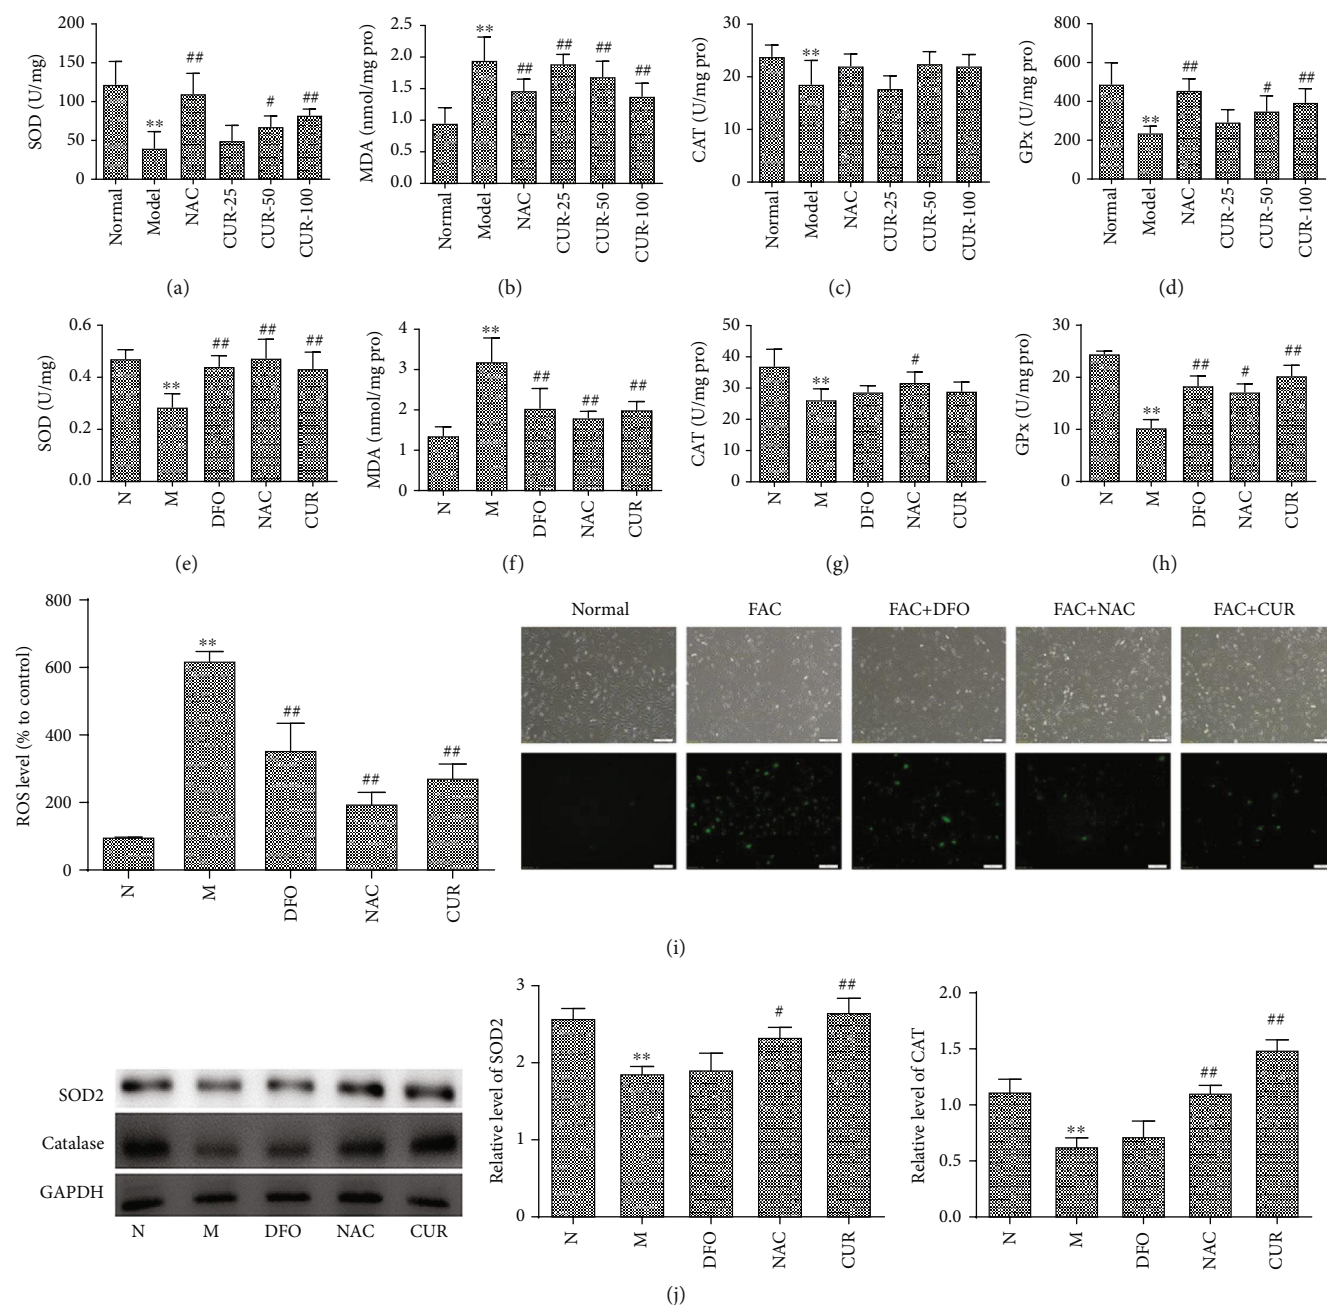 SOD (U/mg)
200
150
100
50
0
**
##
#
##
Normal
Model
NAC
CUR-25
CUR-50
CUR-100
(a)
MDA (nmol/mg pro)
2.5
2.0
1.5
1.0
2.5
0.0
**
##
##
##
##
Normal
Model
NAC
CUR-25
CUR-50
CUR-100
(b)
CAT (U/mg pro)
30
20
10
0
**
Normal
Model
NAC
CUR-25
CUR-50
CUR-100
(c)
GPx (U/mg pro)
800
600
400
200
0
**
##
#
##
Normal
Model
NAC
CUR-25
CUR-50
CUR-100
(d)
SOD (U/mg)
0.6
0.4
0.2
0.0
**
##
##
##
N
M
DFO
NAC
CUR
(e)
MDA (nmol/mg pro)
4
3
2
1
0
**
##
##
##
N
M
DFO
NAC
CUR
(f)
CAT (U/mg pro)
50
40
30
20
10
0
**
#
N
M
DFO
NAC
CUR
(g)
GPx (U/mg pro)
30
20
10
0
**
##
#
##
N
M
DFO
NAC
CUR
(h)
ROS level (% to control)
800
600
400
200
0
**
##
##
##
N
M
DFO
NAC
CUR
Normal
FAC
FAC+DFO
FAC+NAC
FAC+CUR
(i)
SOD2
Catalase
GAPDH
N
M
DFO
NAC
CUR
Relative level of SOD2
3
2
1
0
**
#
##
N
M
DFO
NAC
CUR
Relative level of CAT
2.0
1.5
1.0
0.5
0.0
**
##
##
N
M
DFO
NAC
CUR
(j)